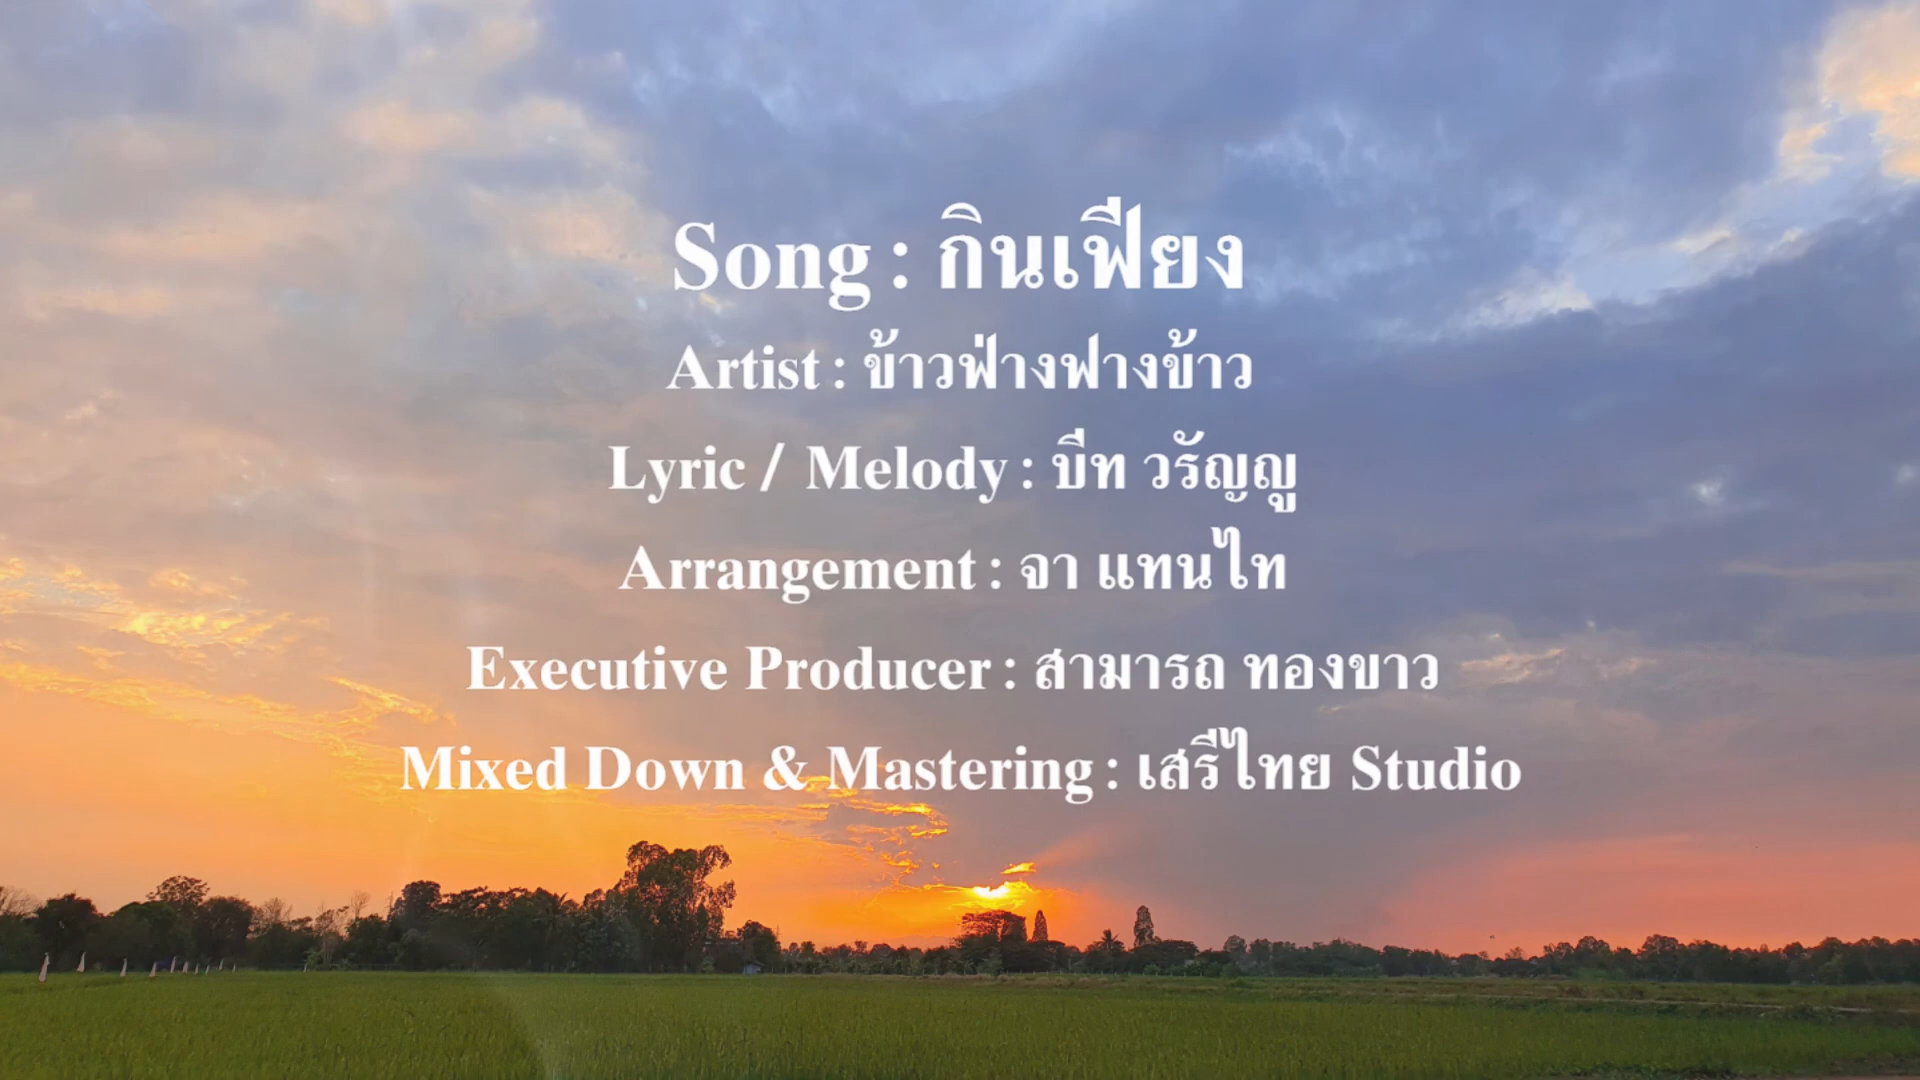 Song : กินเฟียง
Artist : ข้าวฟ่างฟางข้าว
Lyric / Melody : บีท วรัญญู
Arrangement : จา แทนไท
Executive Producer : สามารถ ทองขาว
Mixed Down & Mastering : เสรีไทย Studio